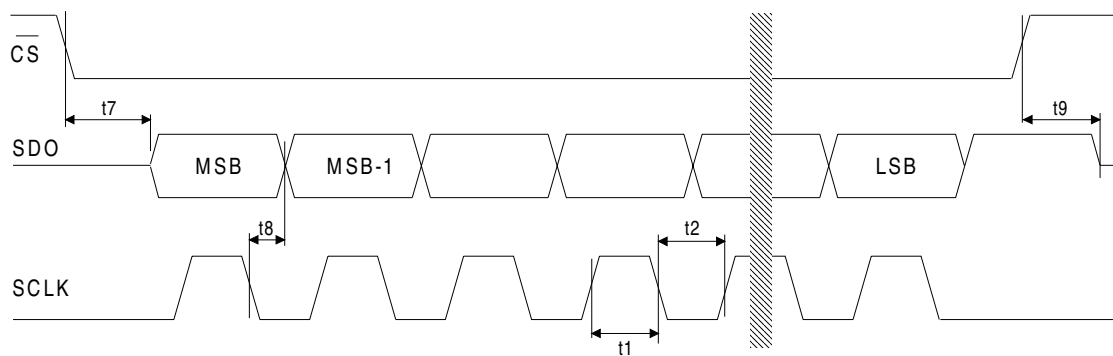 CS
t7
t9
SDO
MSB
MSB-1
LSB
t8
t2
SCLK
t1